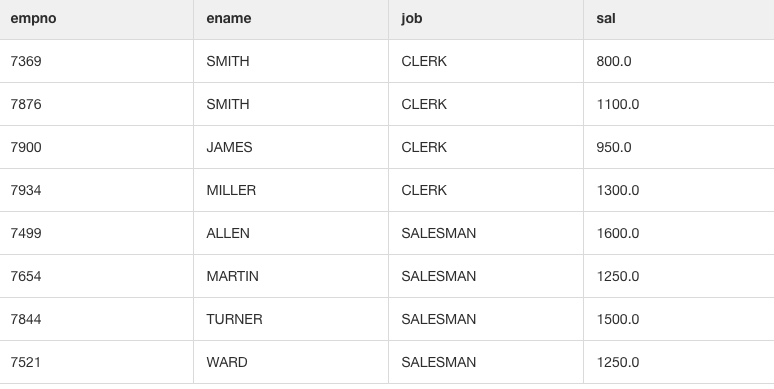 empno ename job sal
7369 SMITH CLERK 800.0
7876 SMITH CLERK 1100.0
7900 JAMES CLERK 950.0
7934 MILLER CLERK 1300.0
7499 ALLEN SALESMAN 1600.0
7654 MARTIN SALESMAN 1250.0
7844 TURNER SALESMAN 1500.0
7521 WARD SALESMAN 1250.0